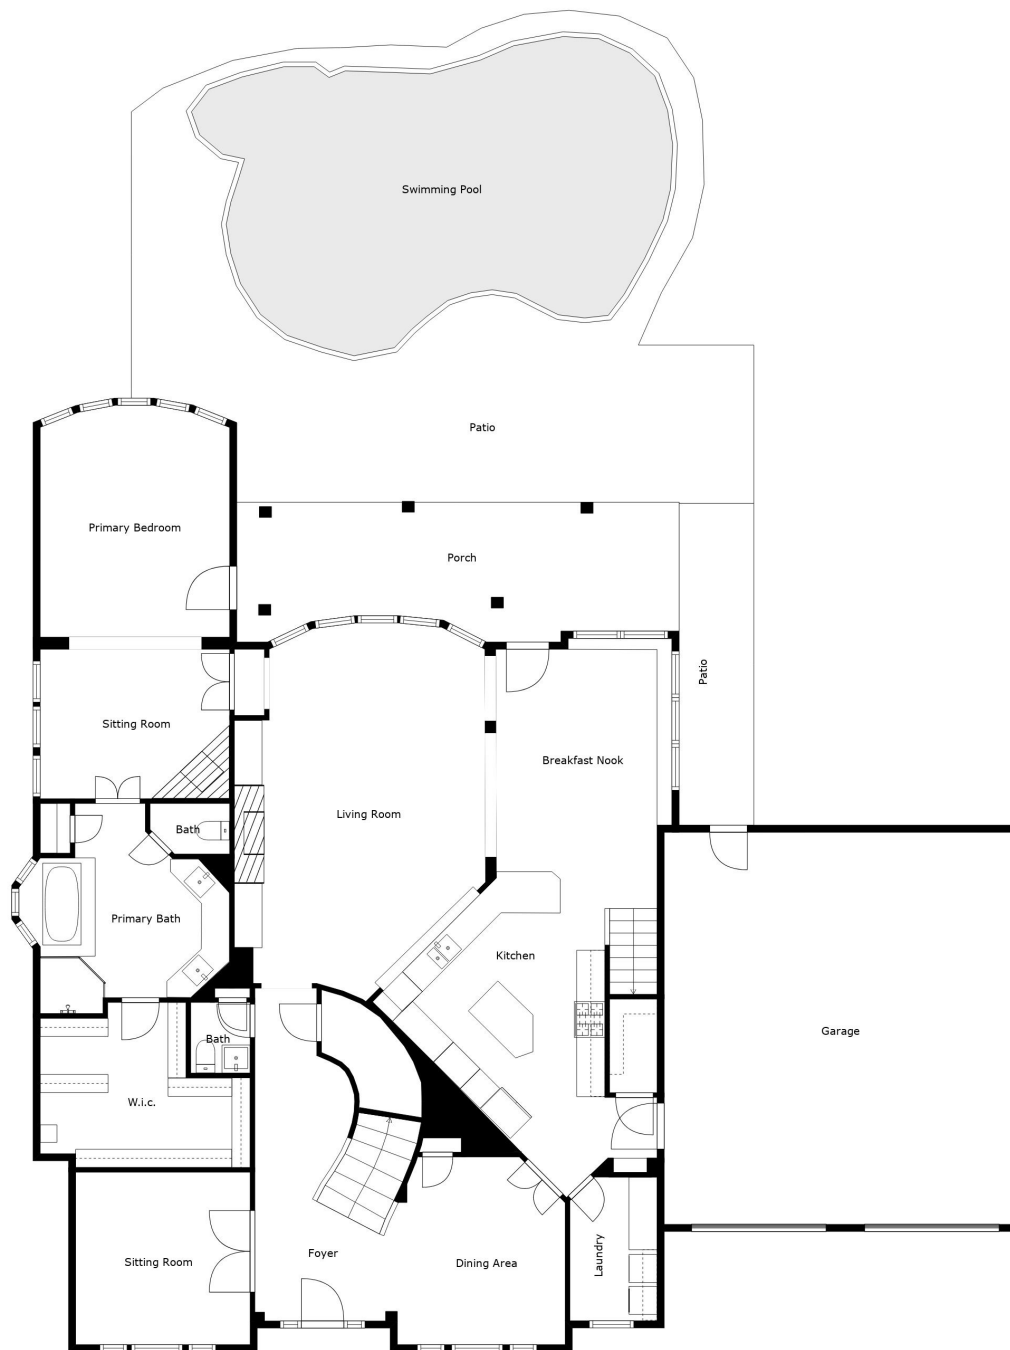 Swimming Pool
Patio
Primary Bedroom
Porch
Patio
Sitting Room
Breakfast Nook
Living Room
Bath
Primary Bath
Kitchen
Garage
Bath
W.i.c.
Foyer
Laundry
Sitting Room
Dining Area